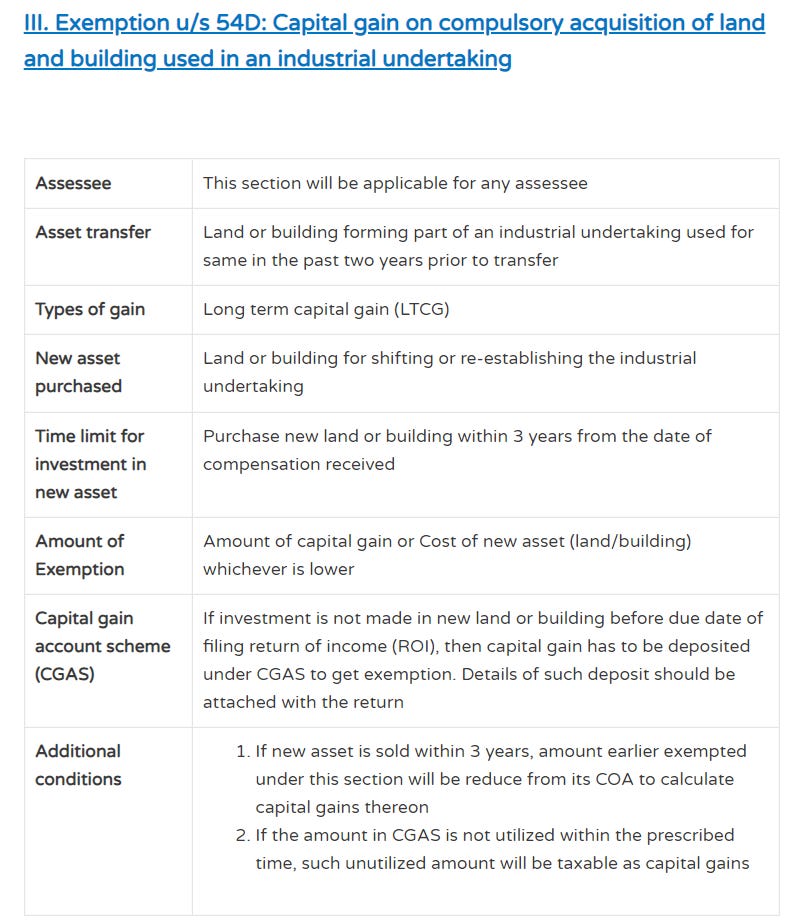 III. Exemption u/s 54D: Capital gain on compulsory acquisition of land
and building used in an industrial undertaking
Assessee
This section will be applicable for any assessee
Asset transfer
Land or building forming part of an industrial undertaking used for
same in the past two years prior to transfer
Types of gain
Long term capital gain (LTCG)
New asset
purchased
Land or building for shifting or re-establishing the industrial
undertaking
Time limit for
investment in
new asset
Purchase new land or building within 3 years from the date of
compensation received
Amount of
Exemption
Amount of capital gain or Cost of new asset (land/building)
whichever is lower
Capital gain
account scheme
(CGAS)
If investment is not made in new land or building before due date of
filing return of income (ROI), then capital gain has to be deposited
under CGAS to get exemption. Details of such deposit should be
attached with the return
Additional
conditions
1. If new asset is sold within 3 years, amount earlier exempted
under this section will be reduce from its COA to calculate
capital gains thereon
2. If the amount in CGAS is not utilized within the prescribed
time, such unutilized amount will be taxable as capital gains